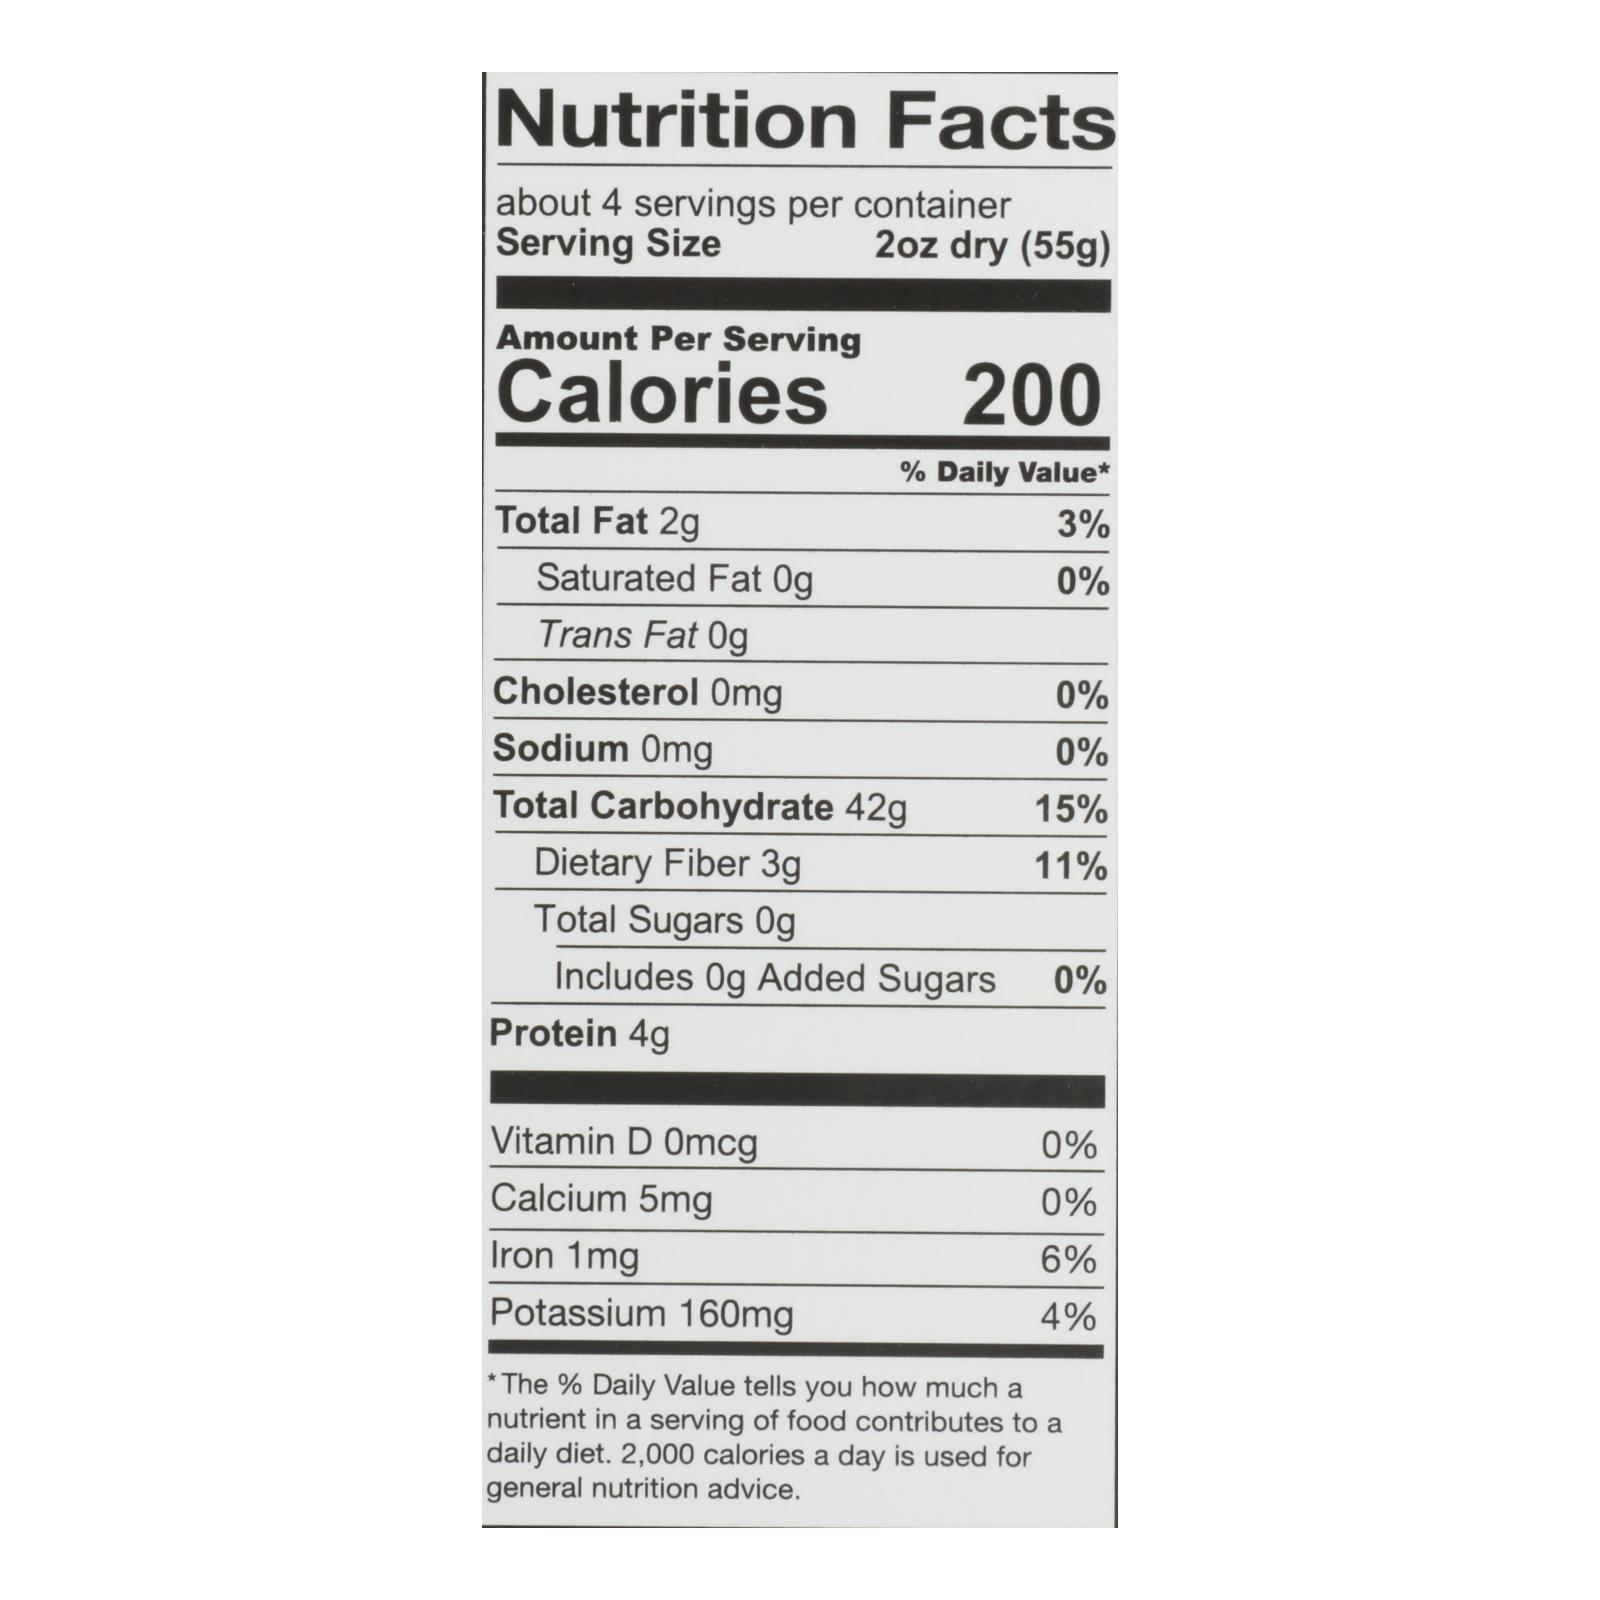 Nutrition Facts
about 4 servings per container
Serving Size 2oz dry (55g)
Amount Per Serving
Calories 200
% Daily Value*
Total Fat 2g 3%
Saturated Fat 0g 0%
Trans Fat 0g
Cholesterol 0mg 0%
Sodium 0mg 0%
Total Carbohydrate 42g 15%
Dietary Fiber 3g 11%
Total Sugars 0g
Includes 0g Added Sugars 0%
Protein 4g
Vitamin D 0mcg 0%
Calcium 5mg 0%
Iron 1mg 6%
Potassium 160mg 4%
* The % Daily Value tells you how much a
nutrient in a serving of food contributes to a
daily diet. 2,000 calories a day is used for
general nutrition advice.